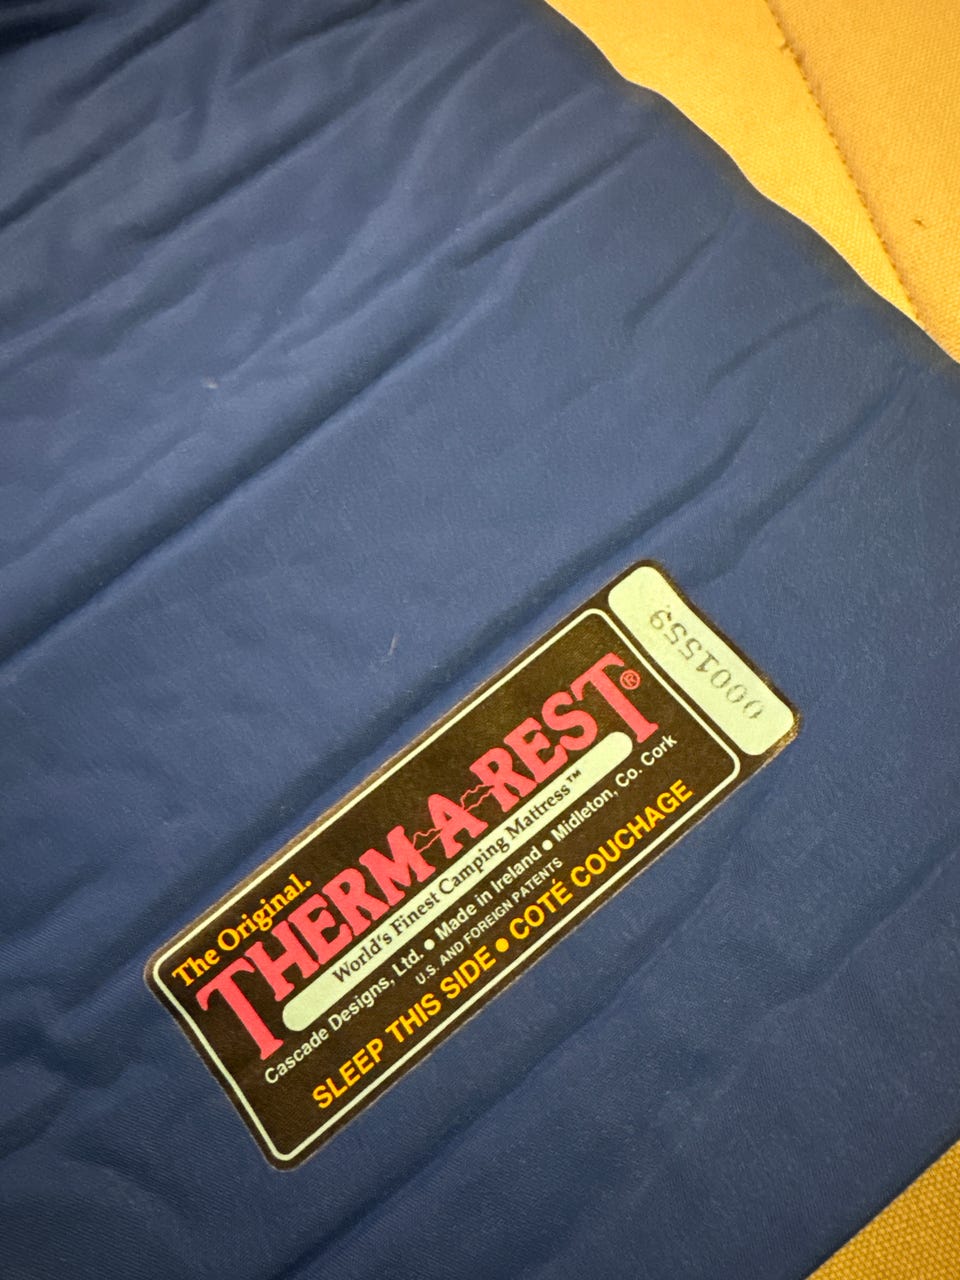 The Original.
THERM-A-REST®
World's Finest Camping Mattress™
Cascade Designs, Ltd. • Made in Ireland • Midleton, Co. Cork
U.S. AND FOREIGN PATENTS
SLEEP THIS SIDE • COTÉ COUCHAGE
0001559